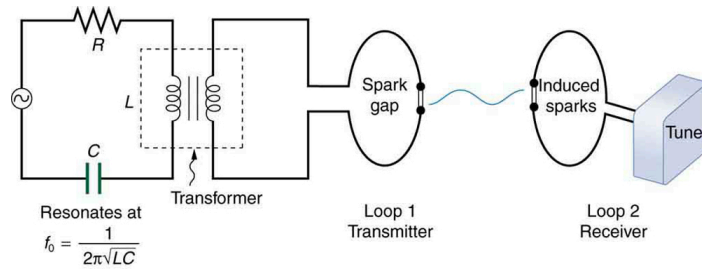 R
L
C
Transformer
Resonates at
f₀ = 1 / 2π√LC
Spark
gap
Induced
sparks
Tune
Loop 1
Transmitter
Loop 2
Receiver